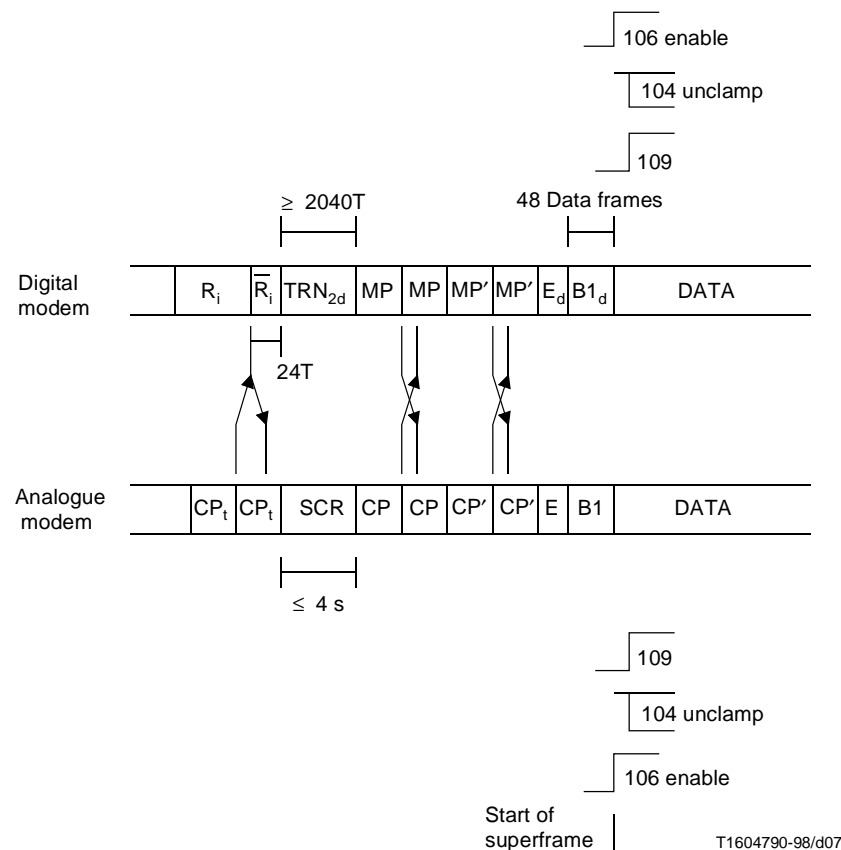 106 enable
104 unclamp
109
≥ 2040T
48 Data frames
Digital
modem
R_i R̅_i TRN_2d MP MP MP′ MP′ E_d B1_d DATA
24T
Analogue
modem
CP_t CP_t SCR CP CP CP′ CP′ E B1 DATA
≤ 4 s
109
104 unclamp
106 enable
Start of
superframe
T1604790-98/d07